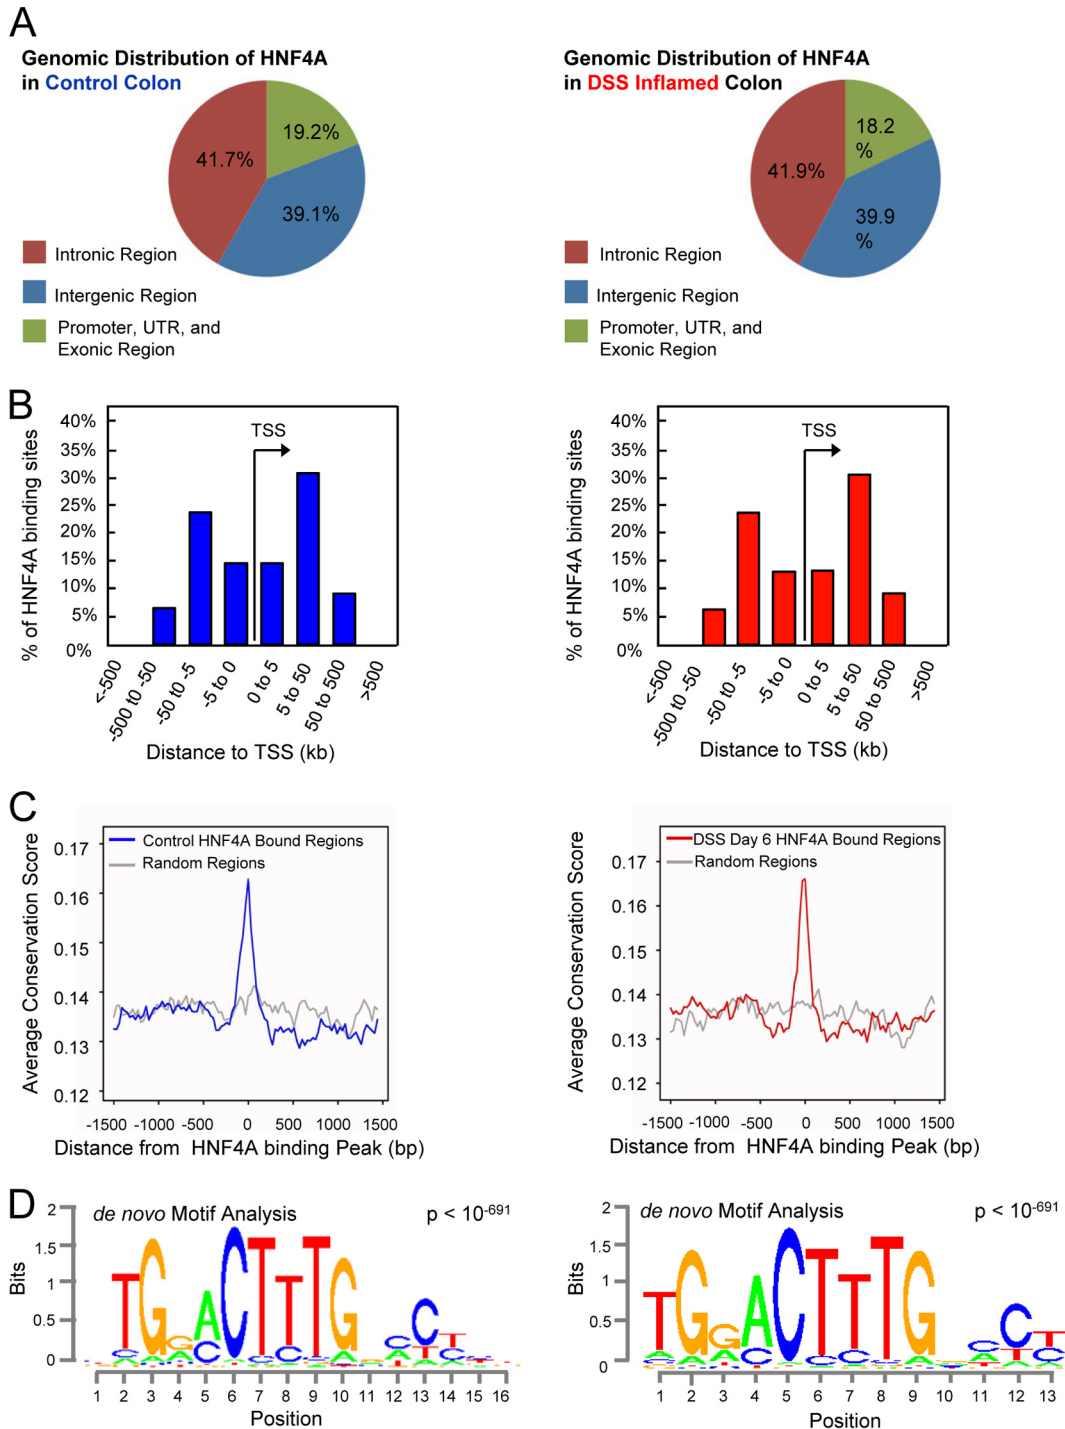 A
Genomic Distribution of HNF4A
in Control Colon
19.2%
41.7%
39.1%
Intronic Region
Intergenic Region
Promoter, UTR, and
Exonic Region
Genomic Distribution of HNF4A
in DSS Inflamed Colon
18.2
%
41.9%
39.9
%
Intronic Region
Intergenic Region
Promoter, UTR, and
Exonic Region
B
% of HNF4A binding sites
40%
35%
30%
25%
20%
15%
10%
5%
0%
TSS
<-500
-500 to -50
-50 to -5
-5 to 0
0 to 5
5 to 50
50 to 500
>500
Distance to TSS (kb)
% of HNF4A binding sites
40%
35%
30%
25%
20%
15%
10%
5%
0%
TSS
<-500
-500 to -50
-50 to -5
-5 to 0
0 to 5
5 to 50
50 to 500
>500
Distance to TSS (kb)
C
Average Conservation Score
0.17
0.16
0.15
0.14
0.13
0.12
Control HNF4A Bound Regions
Random Regions
-1500 -1000 -500 0 500 1000 1500
Distance from HNF4A binding Peak (bp)
Average Conservation Score
0.17
0.16
0.15
0.14
0.13
0.12
DSS Day 6 HNF4A Bound Regions
Random Regions
-1500 -1000 -500 0 500 1000 1500
Distance from HNF4A binding Peak (bp)
D
de novo Motif Analysis
p < 10-691
Bits
2
1.5
1
0.5
0
TGGACTTTG
1 2 3 4 5 6 7 8 9 10 11 12 13 14 15 16
Position
de novo Motif Analysis
p < 10-691
Bits
2
1.5
1
0.5
0
TGGACTTTG
1 2 3 4 5 6 7 8 9 10 11 12 13
Position